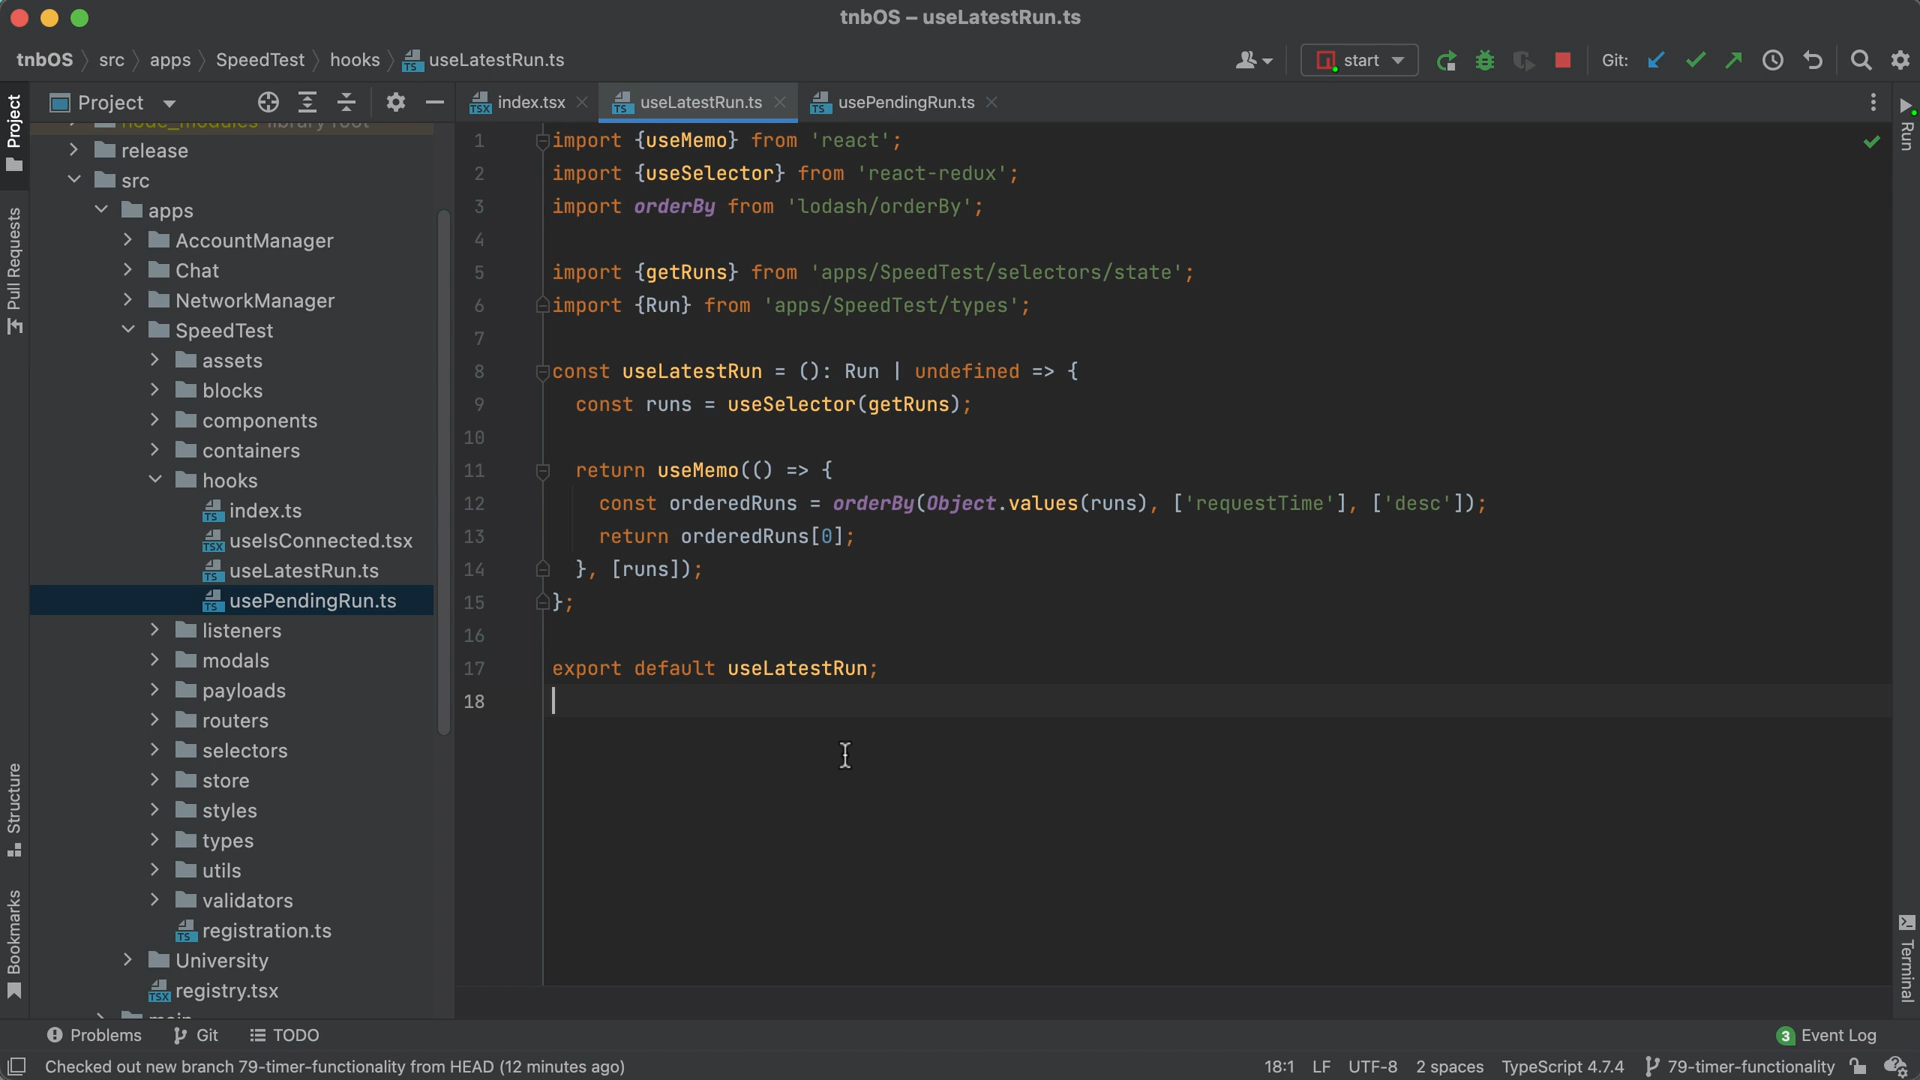 tnbOS – useLatestRun.ts
tnbOS src apps SpeedTest hooks useLatestRun.ts
start
Git:
Project
Project
index.tsx
useLatestRun.ts
usePendingRun.ts
Run
Pull Requests
Structure
Bookmarks
Terminal
node_modules library root
release
src
apps
AccountManager
Chat
NetworkManager
SpeedTest
assets
blocks
components
containers
hooks
index.ts
useIsConnected.tsx
useLatestRun.ts
usePendingRun.ts
listeners
modals
payloads
routers
selectors
store
styles
types
utils
validators
registration.ts
University
registry.tsx
1 import {useMemo} from 'react';
2 import {useSelector} from 'react-redux';
3 import orderBy from 'lodash/orderBy';
4
5 import {getRuns} from 'apps/SpeedTest/selectors/state';
6 import {Run} from 'apps/SpeedTest/types';
7
8 const useLatestRun = (): Run | undefined => {
9 const runs = useSelector(getRuns);
10
11 return useMemo(() => {
12 const orderedRuns = orderBy(Object.values(runs), ['requestTime'], ['desc']);
13 return orderedRuns[0];
14 }, [runs]);
15 };
16
17 export default useLatestRun;
18
Problems Git TODO
3 Event Log
Checked out new branch 79-timer-functionality from HEAD (12 minutes ago)
18:1 LF UTF-8 2 spaces TypeScript 4.7.4 79-timer-functionality